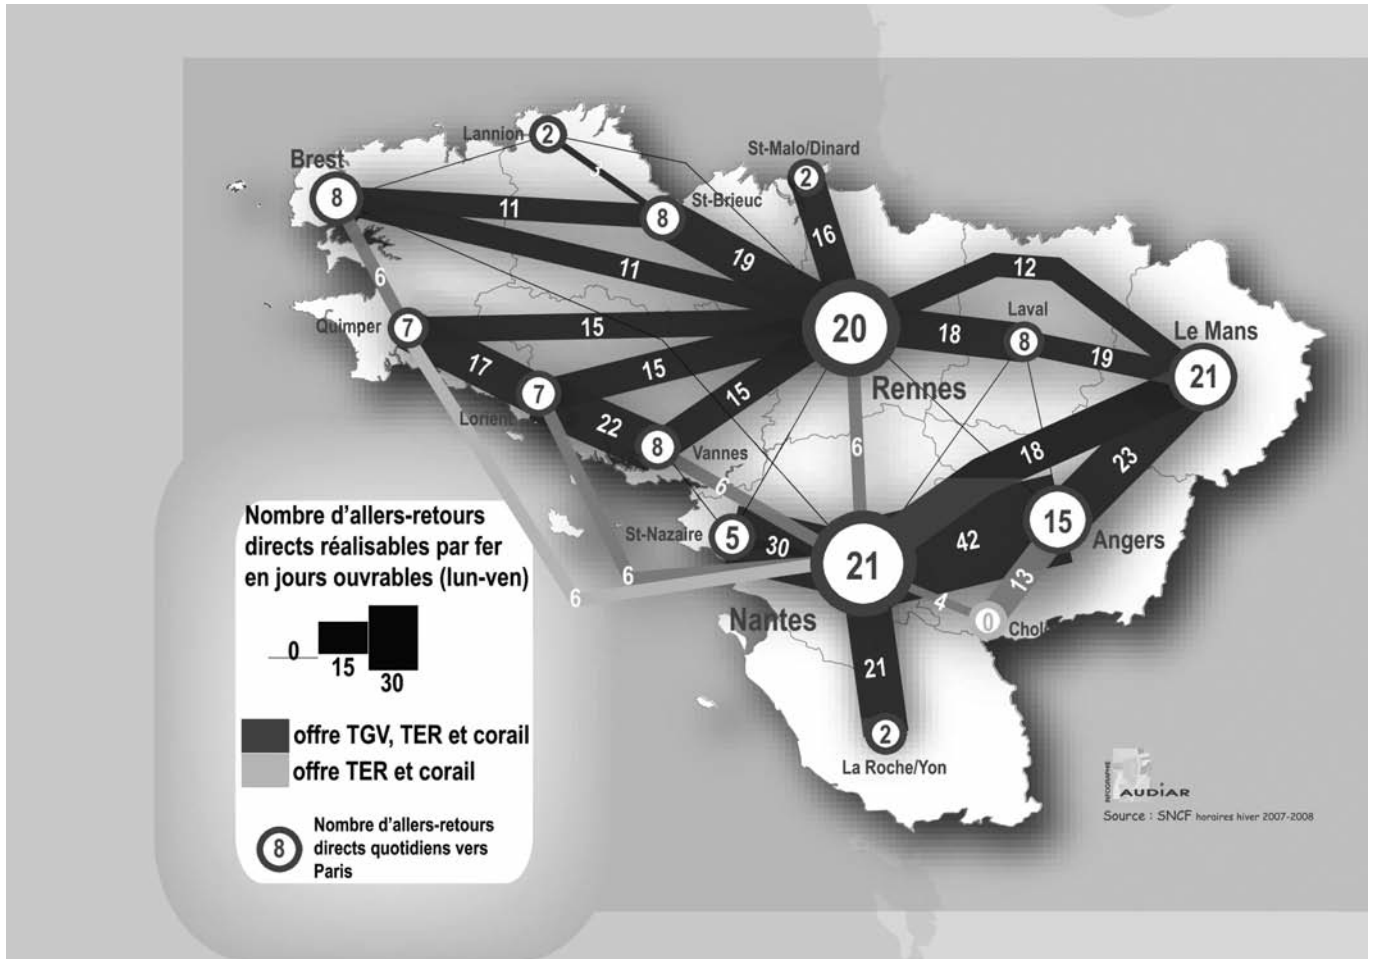 Lannion
2
St-Malo/Dinard
2
Brest
8
St-Brieuc
8
11
16
19
12
6
11
Quimper
7
15
20
Laval
8
18
19
Le Mans
21
17
15
Rennes
Lorient
7
22
15
Vannes
8
6
18
23
6
St-Nazaire
5
30
42
15
Angers
21
6
6
13
4
0
Nantes
21
2
La Roche/Yon
Nombre d’allers-retours
directs réalisables par fer
en jours ouvrables (lun-ven)
0
15
30
offre TGV, TER et corail
offre TER et corail
8
Nombre d’allers-retours
directs quotidiens vers
Paris
INFOGRAPHIE
AUDIAR
Source : SNCF horaires hiver 2007-2008